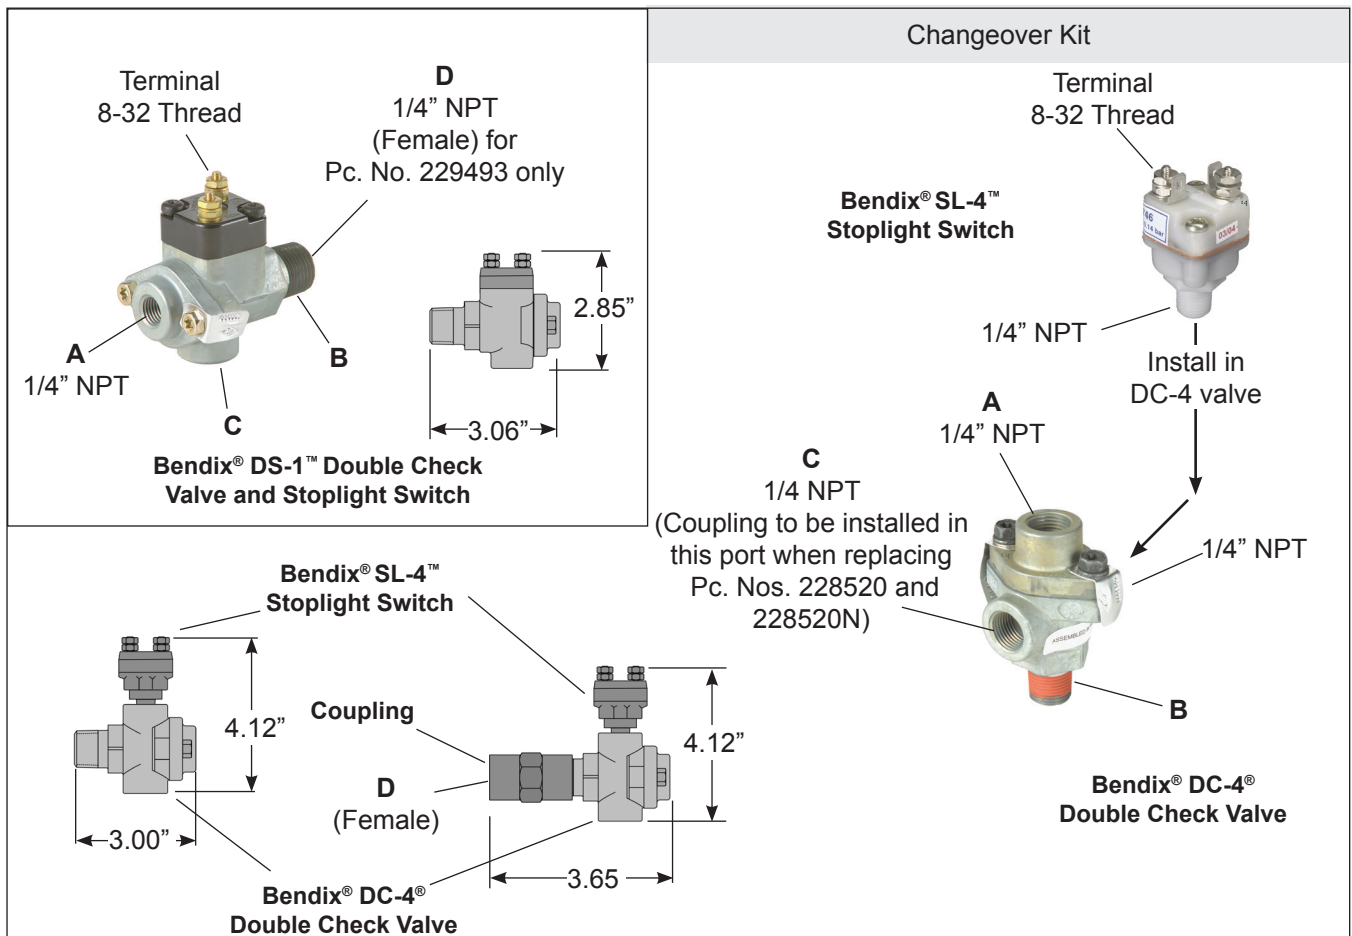 Changeover Kit
Terminal
8-32 Thread
D
1/4” NPT
(Female) for
Pc. No. 229493 only
A
1/4” NPT
B
C
2.85”
3.06”
Bendix® DS-1™ Double Check
Valve and Stoplight Switch
Terminal
8-32 Thread
Bendix® SL-4™
Stoplight Switch
03/04
1/4” NPT
Install in
DC-4 valve
A
1/4” NPT
C
1/4 NPT
(Coupling to be installed in
this port when replacing
Pc. Nos. 228520 and
228520N)
1/4” NPT
B
Bendix® DC-4®
Double Check Valve
Bendix® SL-4™
Stoplight Switch
4.12”
3.00”
Coupling
D
(Female)
4.12”
3.65
Bendix® DC-4®
Double Check Valve